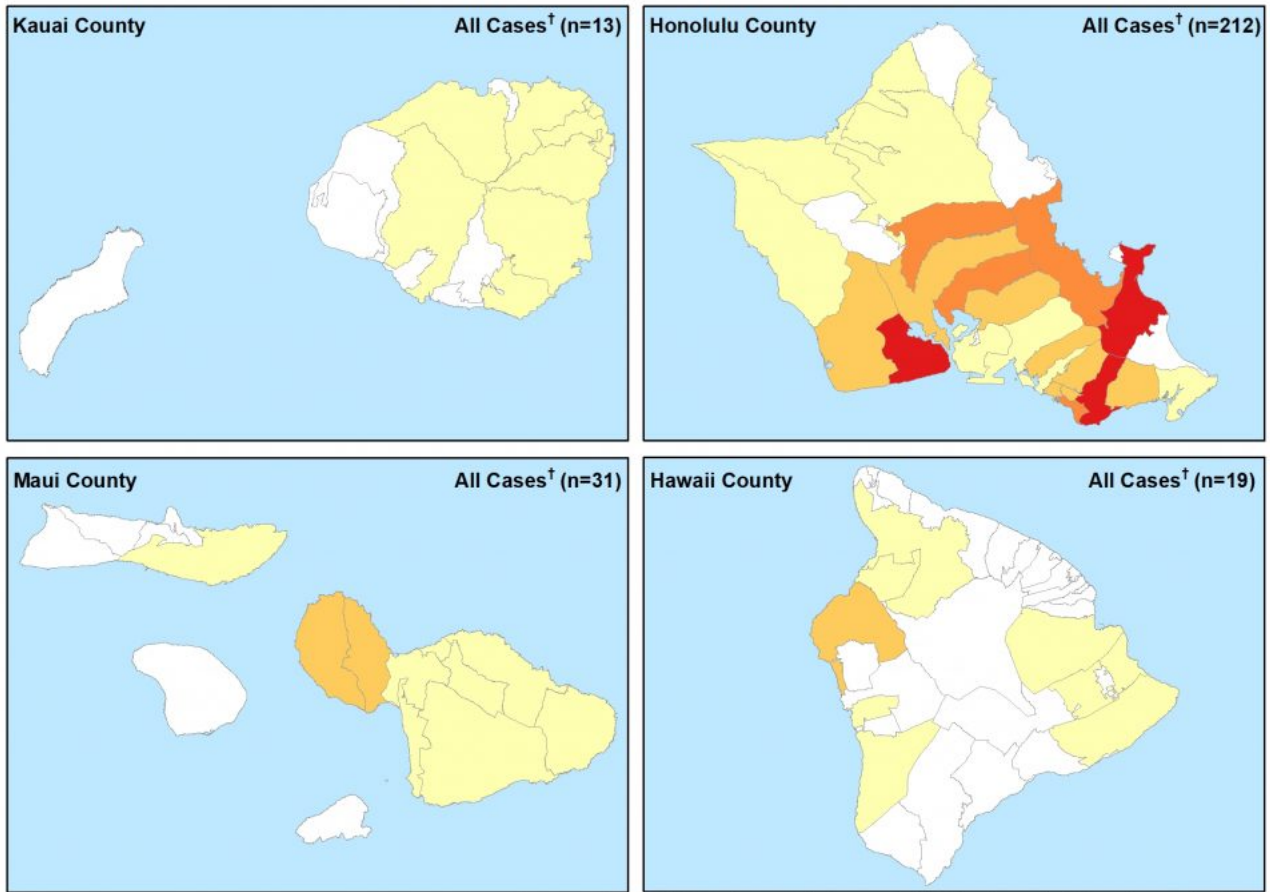 Kauai County All Cases† (n=13)
Honolulu County All Cases† (n=212)
Maui County All Cases† (n=31)
Hawaii County All Cases† (n=19)